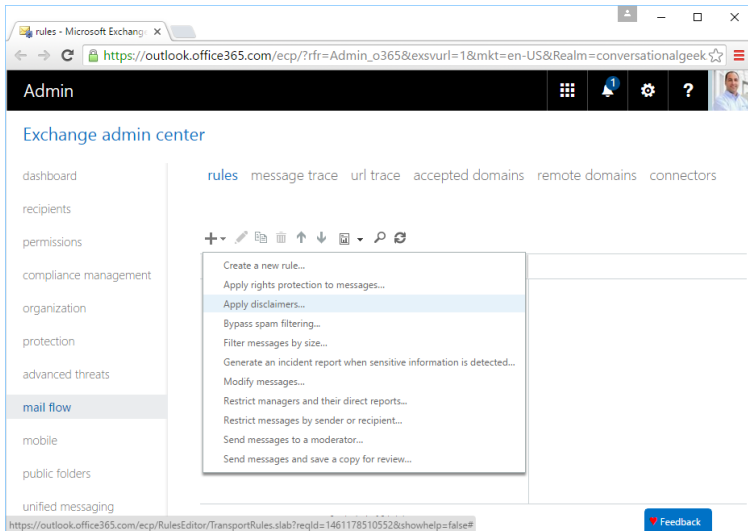 rules - Microsoft Exchang
https://outlook.office365.com/ecp/?rfr=Admin_o365&exsvurl=1&mkt=en-US&Realm=conversationalgeek
Admin
1
?
Exchange admin center
dashboard
recipients
permissions
compliance management
organization
protection
advanced threats
mail flow
mobile
public folders
unified messaging
rules message trace url trace accepted domains remote domains connectors
Create a new rule...
Apply rights protection to messages...
Apply disclaimers...
Bypass spam filtering...
Filter messages by size...
Generate an incident report when sensitive information is detected...
Modify messages...
Restrict managers and their direct reports...
Restrict messages by sender or recipient...
Send messages to a moderator...
Send messages and save a copy for review...
https://outlook.office365.com/ecp/RulesEditor/TransportRules.slab?reqId=1461178510552&showhelp=false#
Feedback